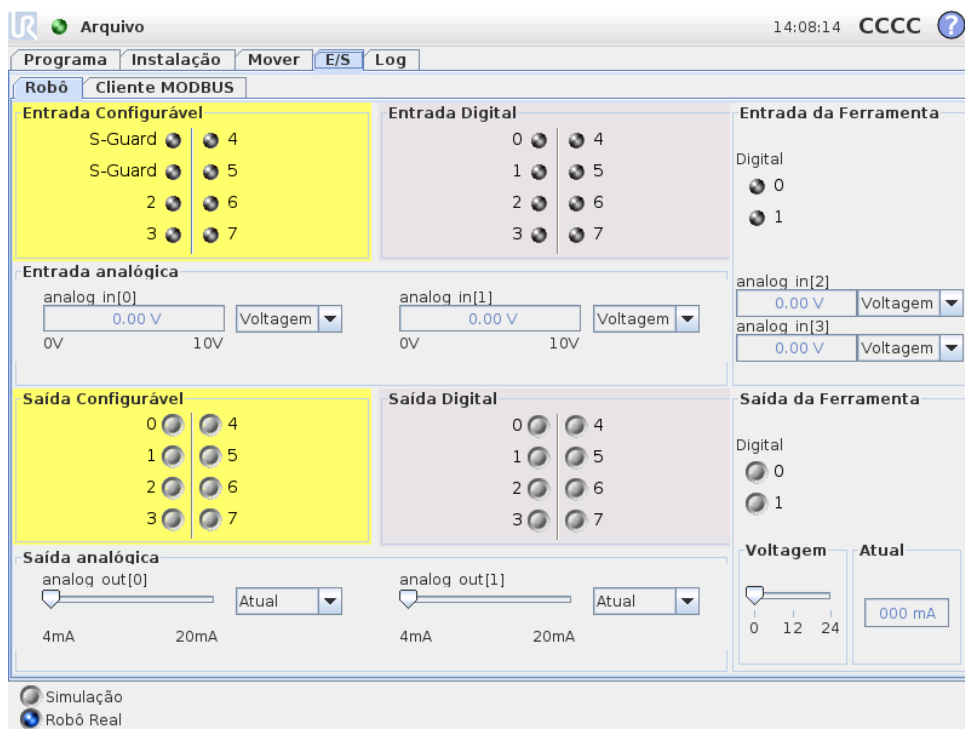 UR Arquivo 14:08:14 CCCC ?
Programa Instalação Mover E/S Log
Robô Cliente MODBUS
Entrada Configurável
S-Guard 4
S-Guard 5
2 6
3 7
Entrada Digital
0 4
1 5
2 6
3 7
Entrada da Ferramenta
Digital
0
1
analog in[2]
0.00 V Voltagem
analog in[3]
0.00 V Voltagem
Entrada analógica
analog in[0]
0.00 V Voltagem
0V 10V
analog in[1]
0.00 V Voltagem
0V 10V
Saída Configurável
0 4
1 5
2 6
3 7
Saída Digital
0 4
1 5
2 6
3 7
Saída da Ferramenta
Digital
0
1
Voltagem
0 12 24
Atual
000 mA
Saída analógica
analog out[0]
Atual
4mA 20mA
analog out[1]
Atual
4mA 20mA
Simulação
Robô Real